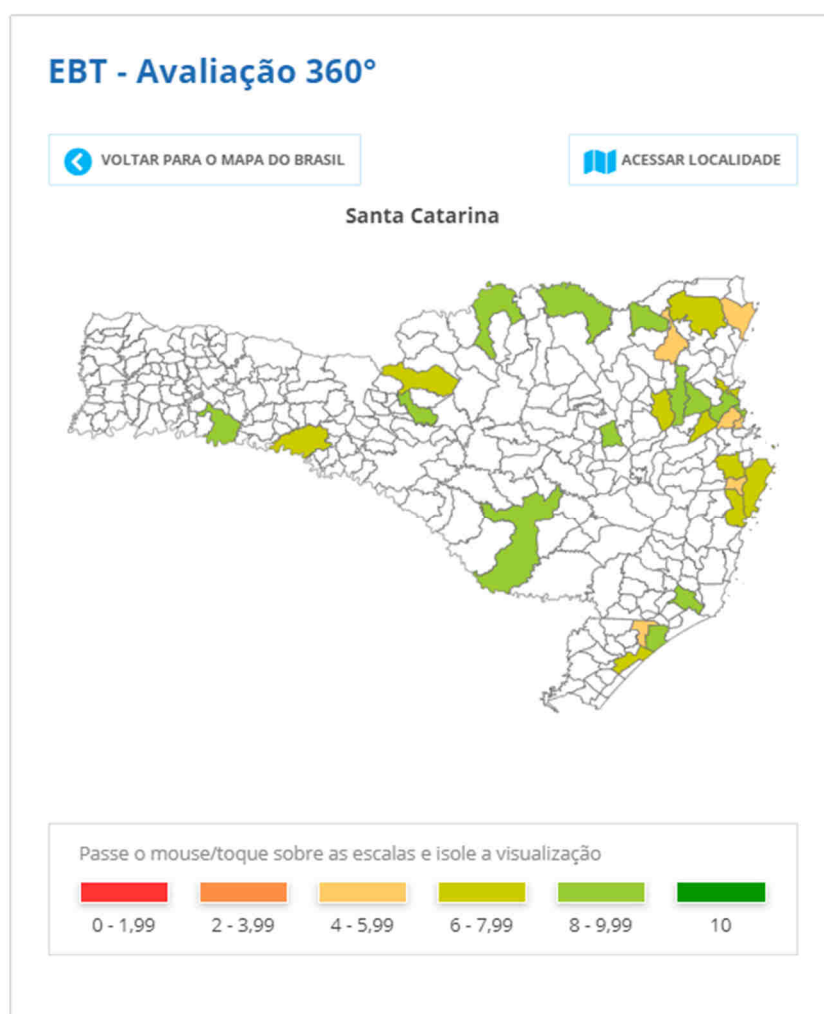 EBT - Avaliação 360°
VOLTAR PARA O MAPA DO BRASIL
ACESSAR LOCALIDADE
Santa Catarina
Passe o mouse/toque sobre as escalas e isole a visualização
0 - 1,99 2 - 3,99 4 - 5,99 6 - 7,99 8 - 9,99 10